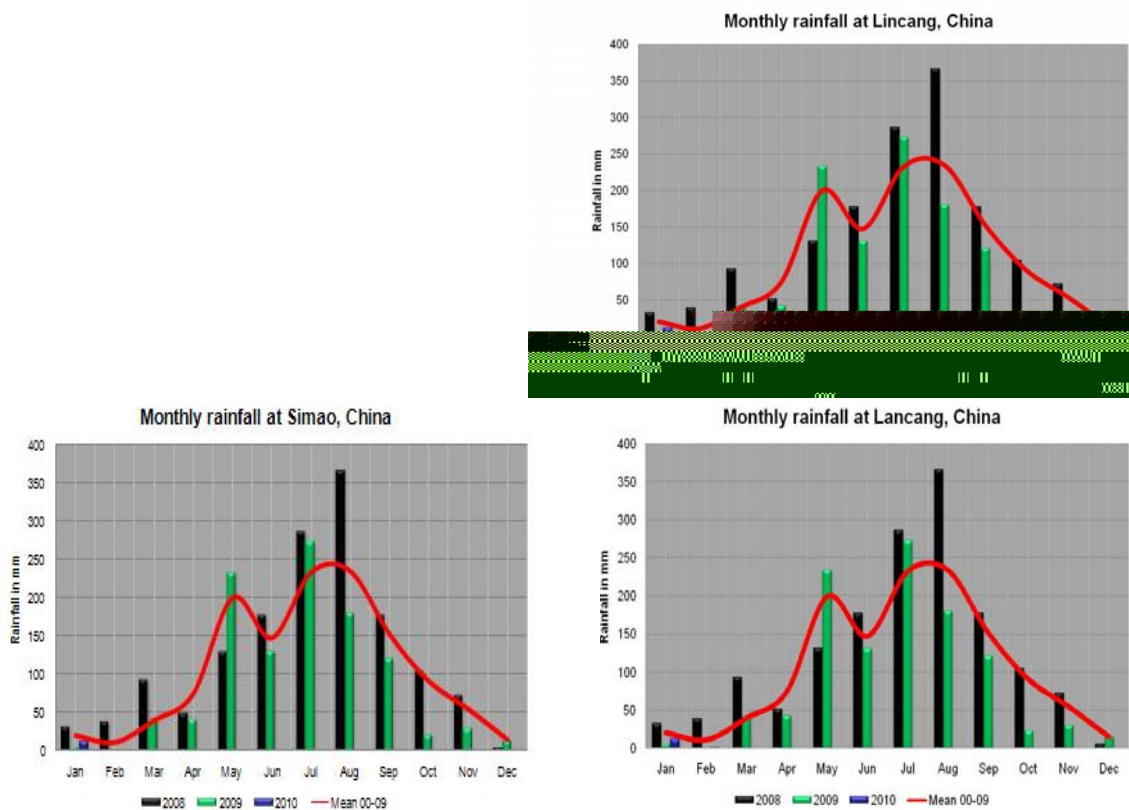 Monthly rainfall at Lincang, China
400
350
300
250
200
150
100
50
Rainfall in mm
Monthly rainfall at Simao, China
400
350
300
250
200
150
100
50
0
Rainfall in mm
Jan Feb Mar Apr May Jun Jul Aug Sep Oct Nov Dec
2008 2009 2010 Mean 00-09
Monthly rainfall at Lancang, China
400
350
300
250
200
150
100
50
0
Rainfall in mm
Jan Feb Mar Apr May Jun Jul Aug Sep Oct Nov Dec
2008 2009 2010 Mean 00-09